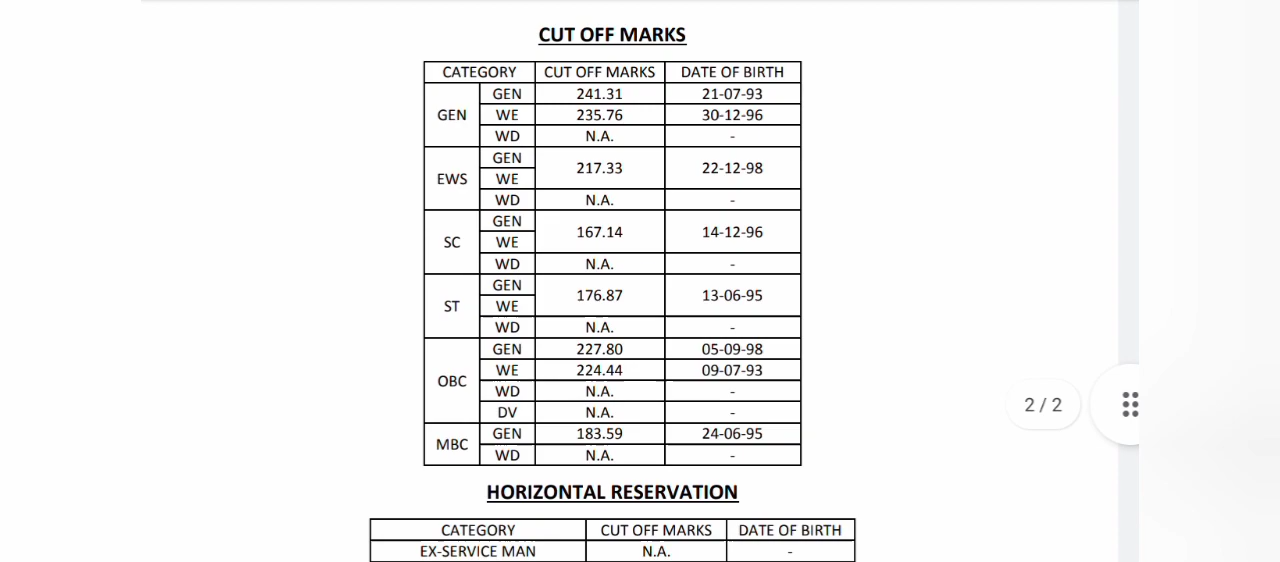 CUT OFF MARKS
CATEGORY CUT OFF MARKS DATE OF BIRTH
GEN GEN 241.31 21-07-93
WE 235.76 30-12-96
WD N.A. -
EWS GEN 217.33 22-12-98
WE
WD N.A. -
SC GEN 167.14 14-12-96
WE
WD N.A. -
ST GEN 176.87 13-06-95
WE
WD N.A. -
OBC GEN 227.80 05-09-98
WE 224.44 09-07-93
WD N.A. -
DV N.A. -
MBC GEN 183.59 24-06-95
WD N.A. -
2 / 2
HORIZONTAL RESERVATION
CATEGORY CUT OFF MARKS DATE OF BIRTH
EX-SERVICE MAN N.A. -